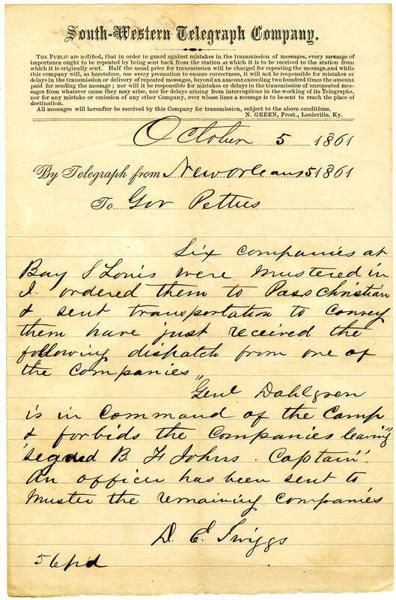 South-Western Telegraph Company.
THE PUBLIC are notified, that in order to guard against mistakes in the transmission of messages, every message of
importance ought to be repeated by being sent back from the station at which it is to be received to the station from
which it is originally sent. Half the usual price for transmission will be charged for repeating the message, and while
this company will, as heretofore, use every precaution to ensure correctness, it will not be responsible for mistakes or
delays in the transmission or delivery of repeated messages, beyond an amount exceeding two hundred times the amount
paid for sending the message; nor will it be responsible for mistakes or delays in the transmission of unrepeated mes-
sages from whatever cause they may arise, nor for delays arising from interruptions in the working of its Telegraphs,
nor for any mistake or omission of any other Company, over whose lines a message is to be sent to reach the place of
destination.
All messages will hereafter be received by this Company for transmission, subject to the above conditions.
N. GREEN, Prest., Louisville, Ky.
October 5 1861
By Telegraph from New Orleans 5 1861
To Gov Pettus
Six companies at
Bay S Louis were mustered in
I ordered them to Pass Christian
& sent transportation to convey
them have just received the
following dispatch from one of
the companies
"Genl Dahlgren
is in command of the Camp
& forbids the companies leaving"
"signed B. F Johns Captain"
An officer has been sent to
muster the remaining companies
D. E. Twiggs
56 pd